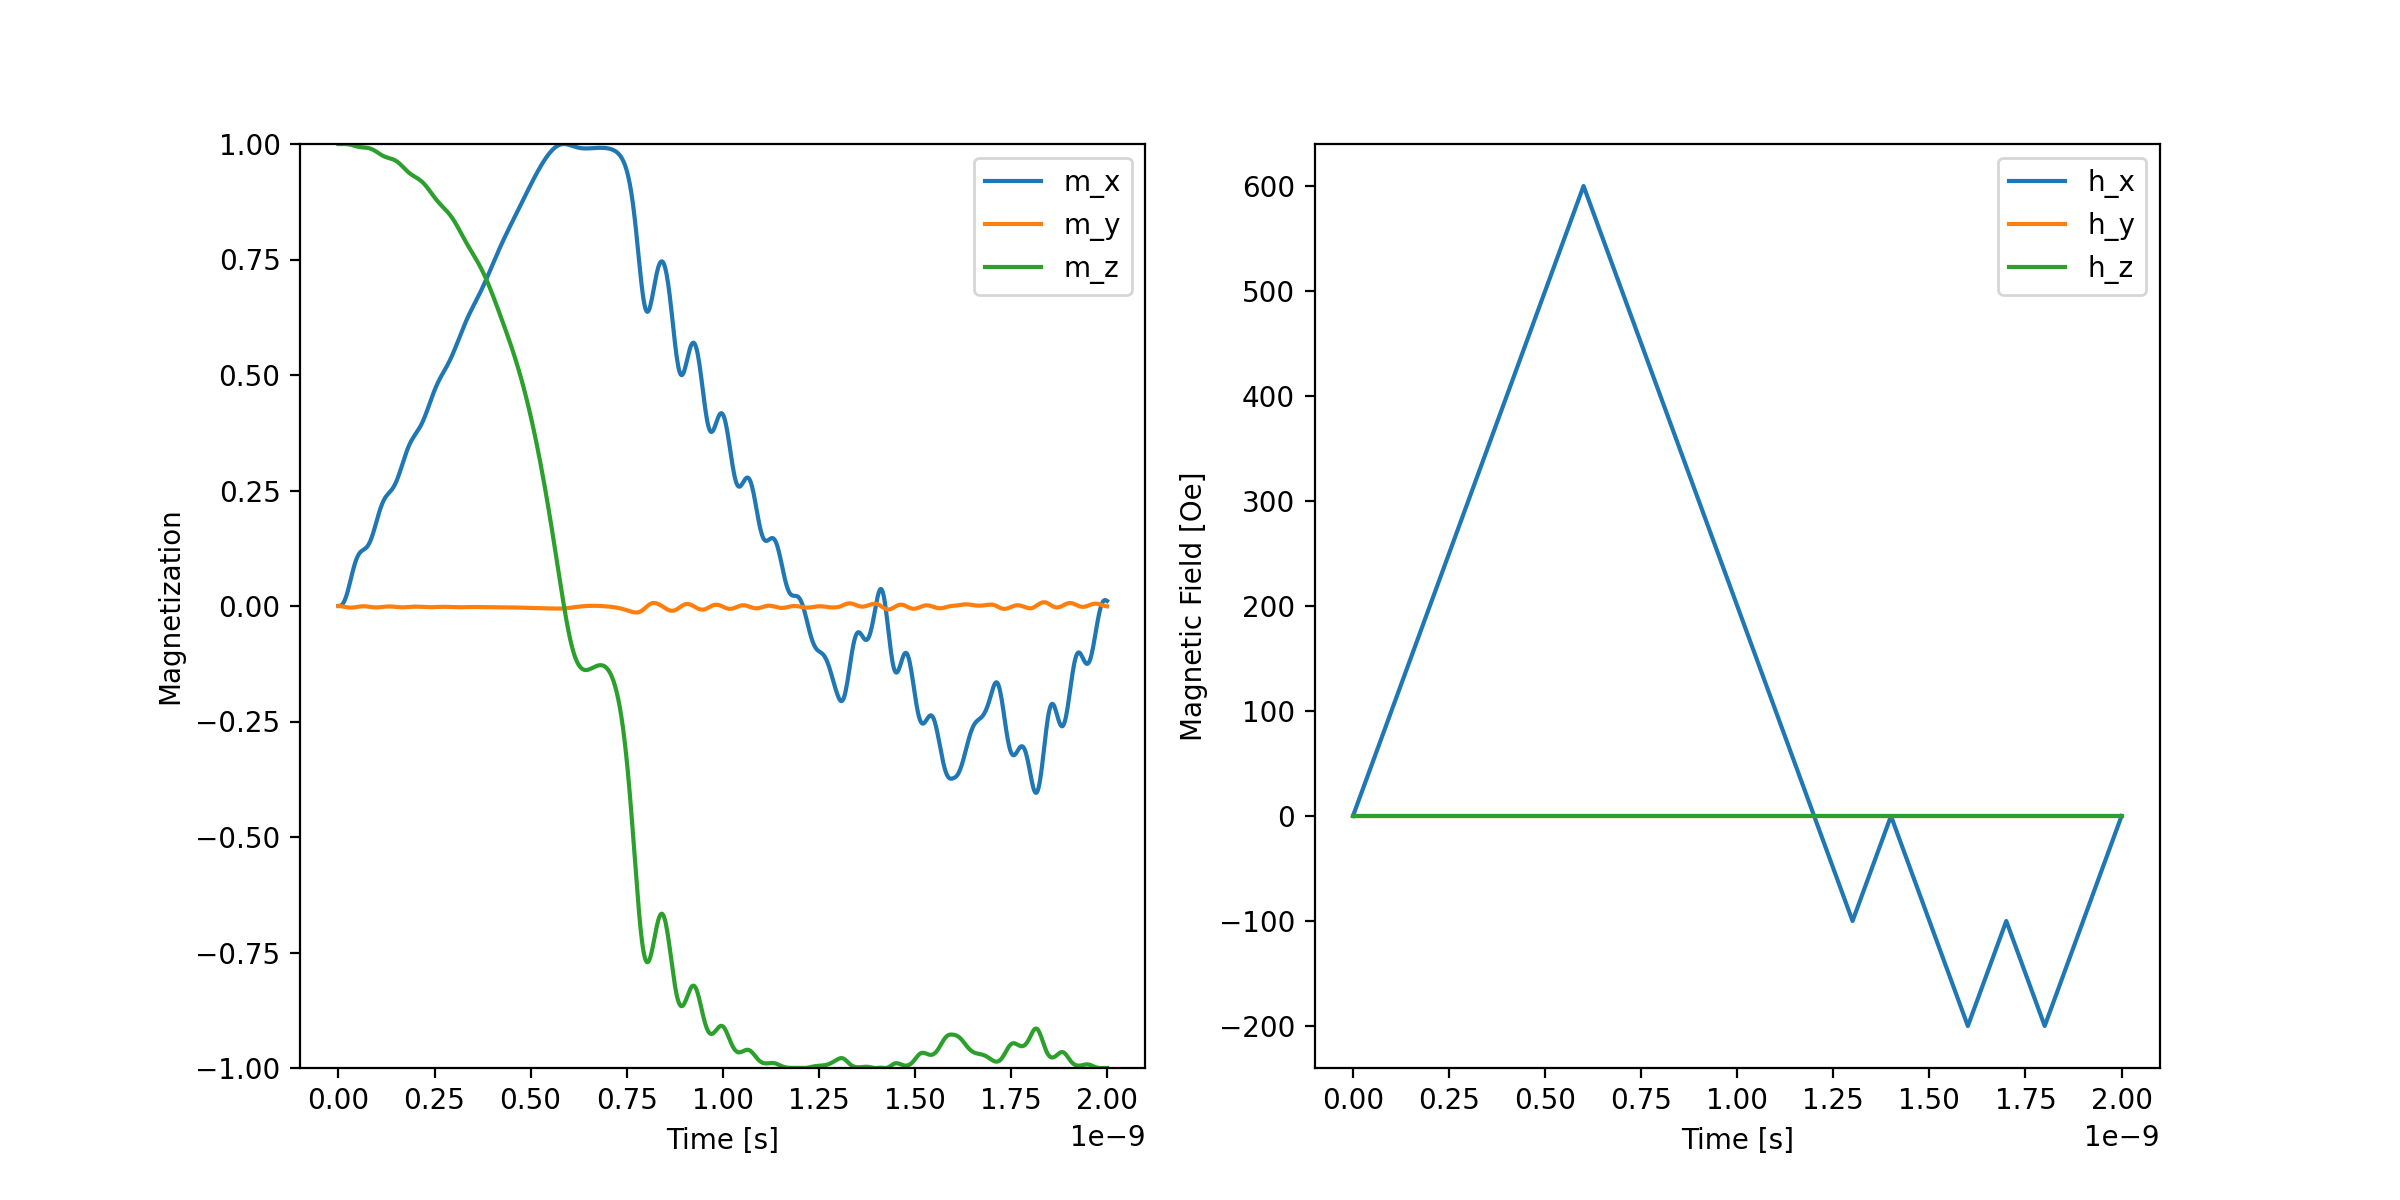 1.00
0.75
0.50
0.25
0.00
−0.25
−0.50
−0.75
−1.00
Magnetization
m_x
m_y
m_z
0.00 0.25 0.50 0.75 1.00 1.25 1.50 1.75 2.00
Time [s]
1e−9
600
500
400
300
200
100
0
−100
−200
Magnetic Field [Oe]
h_x
h_y
h_z
0.00 0.25 0.50 0.75 1.00 1.25 1.50 1.75 2.00
Time [s]
1e−9